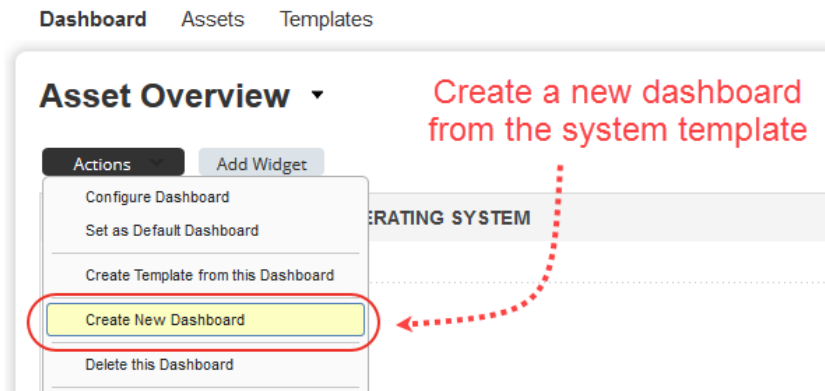 Dashboard Assets Templates
Asset Overview
Create a new dashboard
from the system template
Actions Add Widget
Configure Dashboard
ERATING SYSTEM
Set as Default Dashboard
Create Template from this Dashboard
Create New Dashboard
Delete this Dashboard